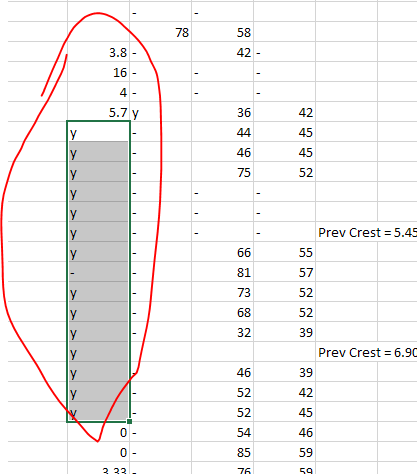 - -
78 58
3.8 - 42 -
16 - - -
4 - - -
5.7 y 36 42
y - 44 45
y - 46 45
y - 75 52
y - - -
y - - -
y - - - Prev Crest = 5.45
y - 66 55
- - 81 57
y - 73 52
y - 68 52
y - 32 39
y Prev Crest = 6.90
y - 46 39
y - 52 42
y - 52 45
0 - 54 46
0 - 85 59
3.33 - 76 59